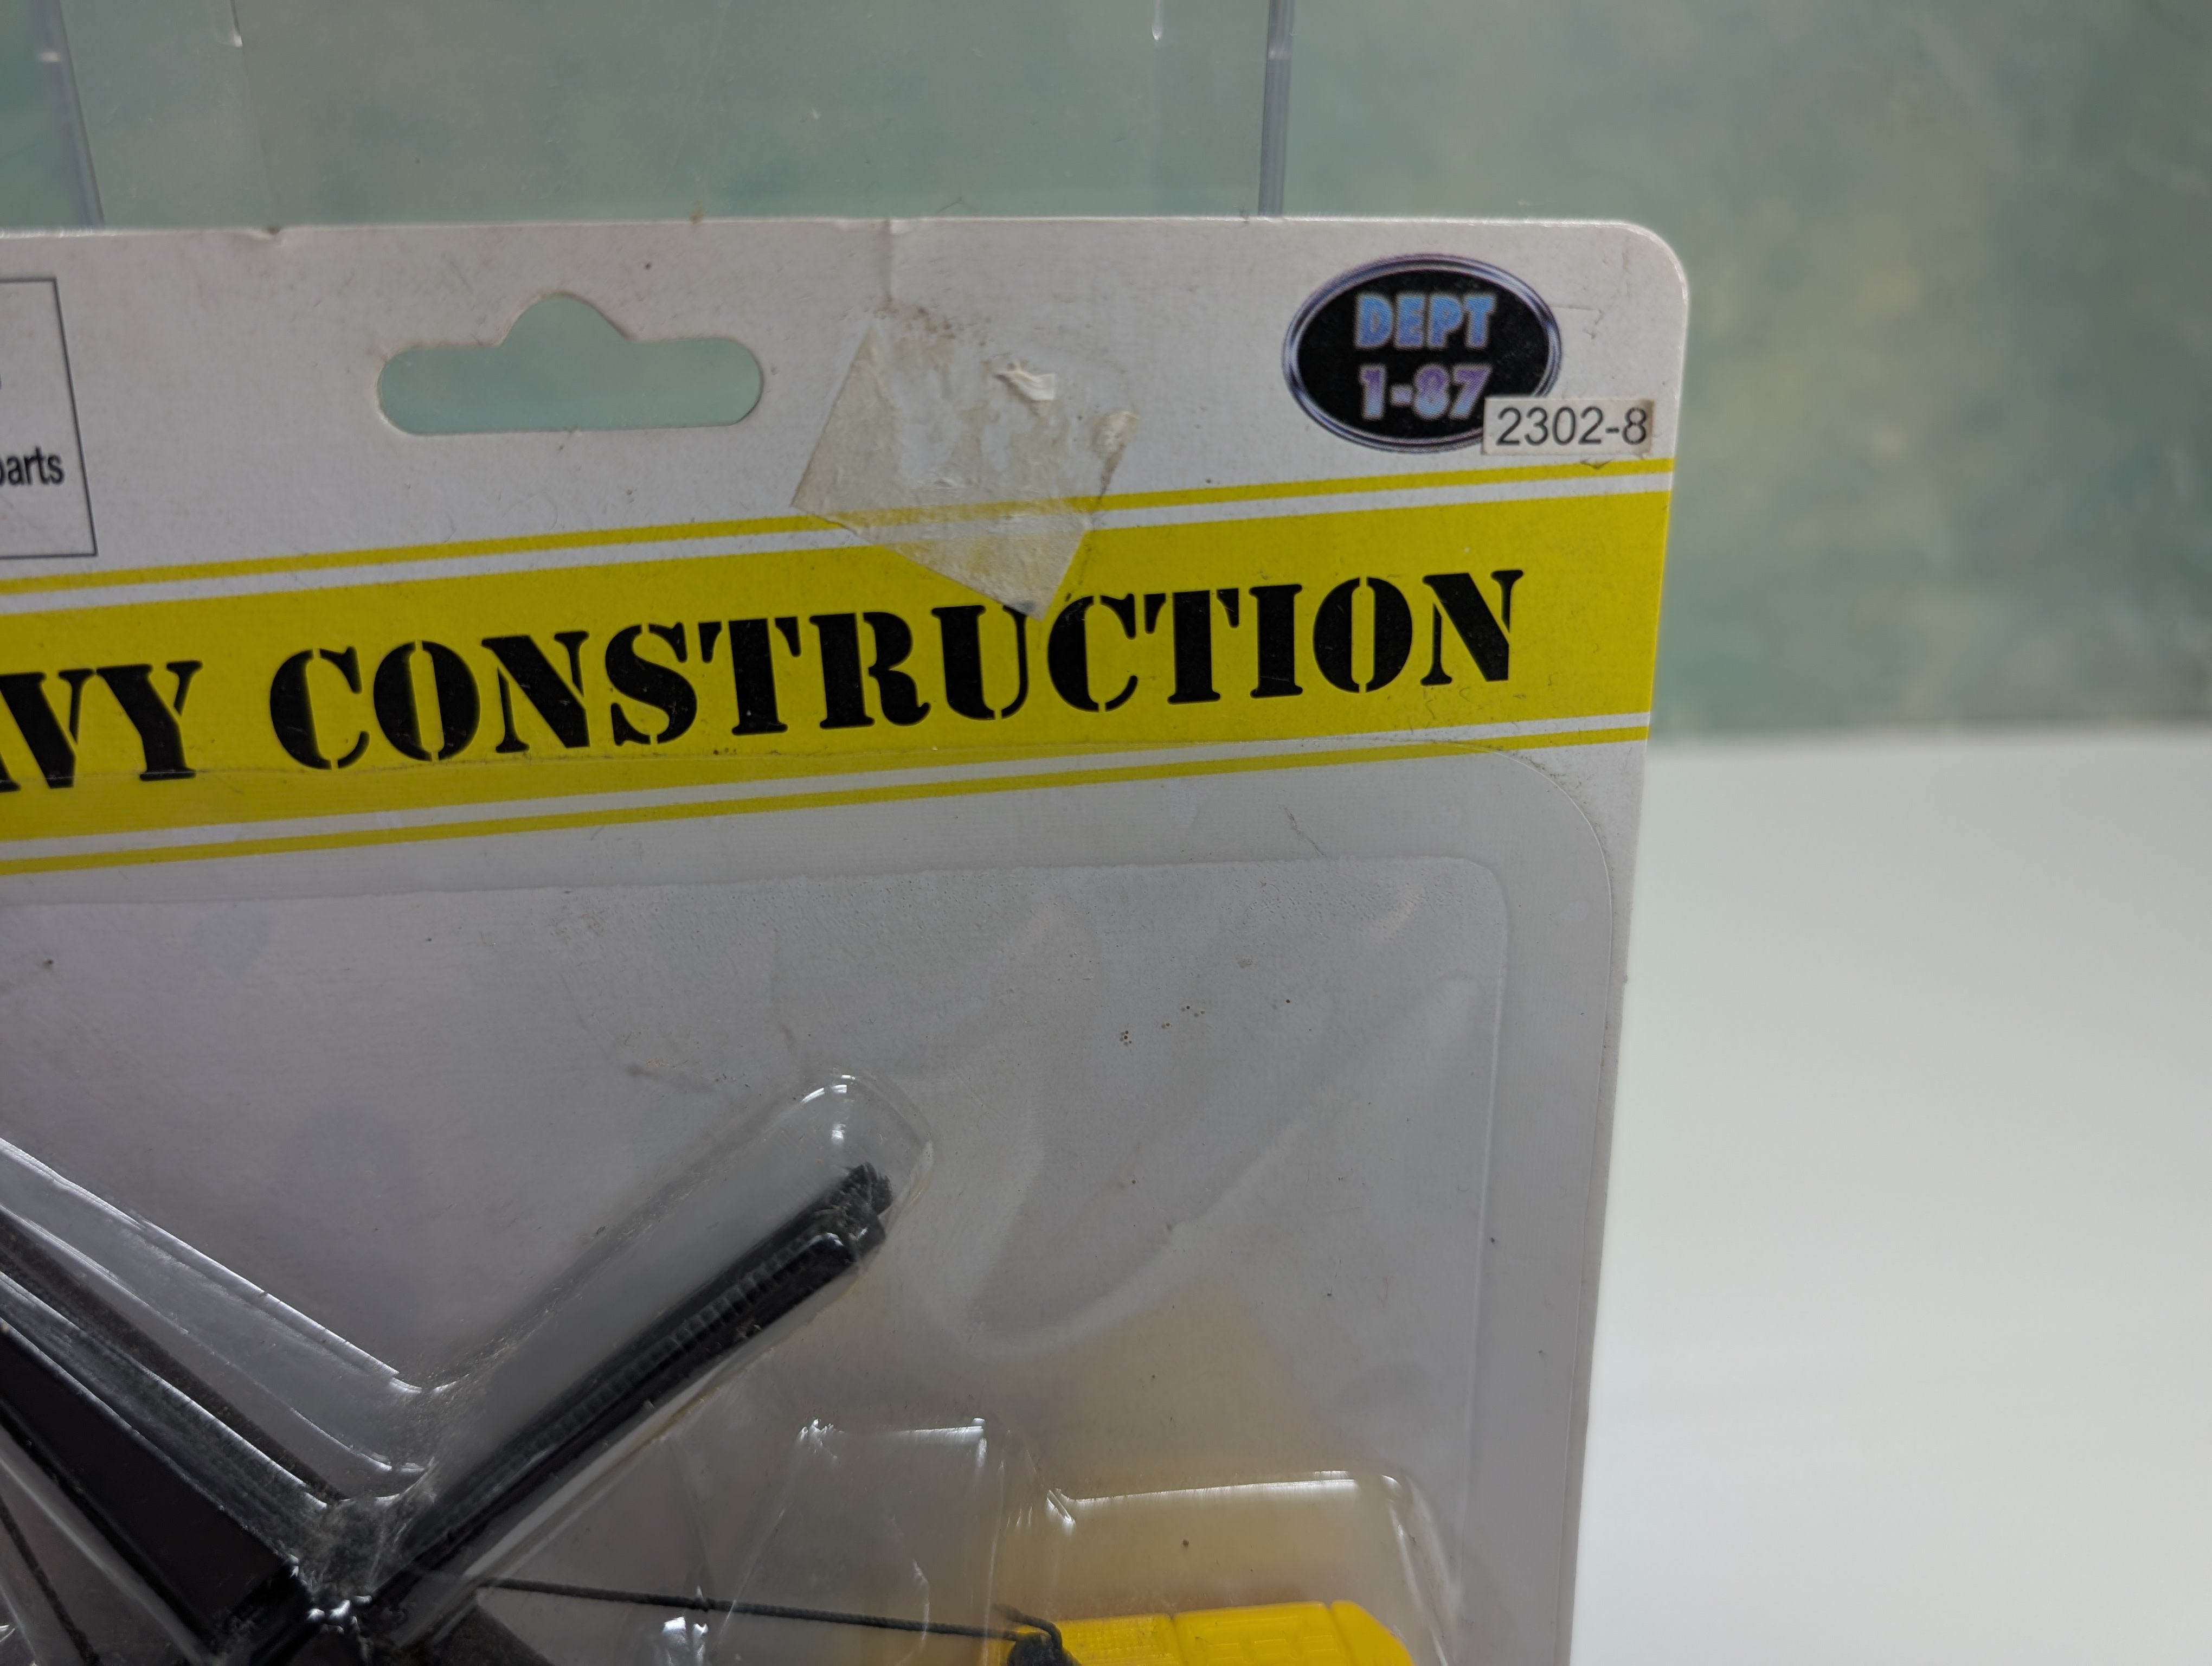 DEPT
1-87
2302-8
parts
VY CONSTRUCTION